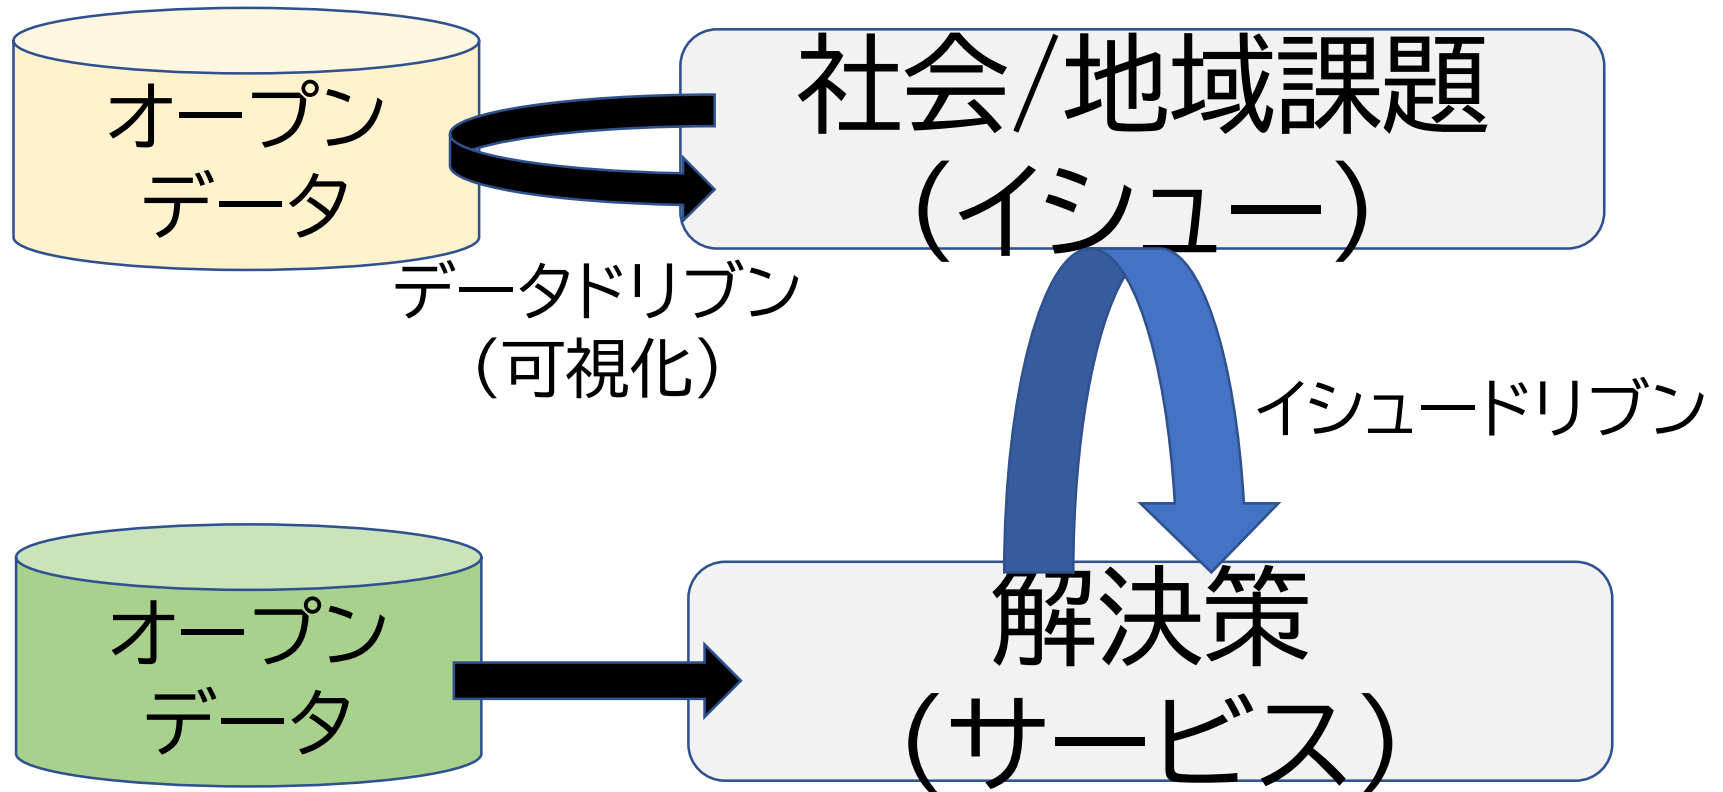 オープン
データ
社会/地域課題
（イシュー）
データドリブン
（可視化）
イシュードリブン
オープン
データ
解決策
（サービス）